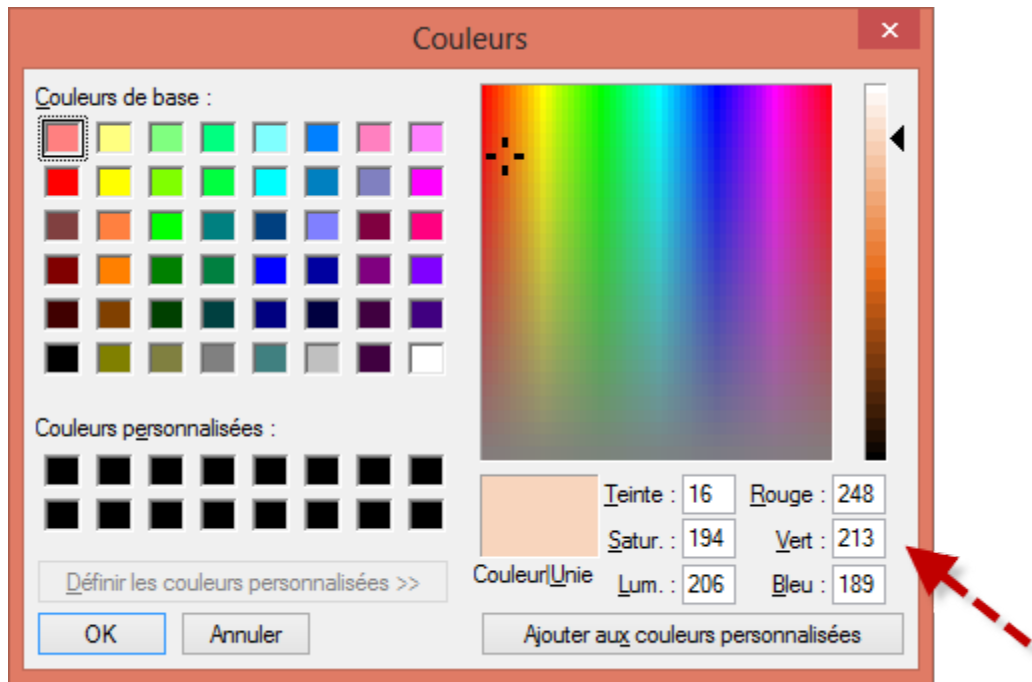 Couleurs
Couleurs de base :
Couleurs personnalisées :
Définir les couleurs personnalisées >>
OK
Annuler
Couleur|Unie
Teinte : 16
Satur. : 194
Lum. : 206
Rouge : 248
Vert : 213
Bleu : 189
Ajouter aux couleurs personnalisées